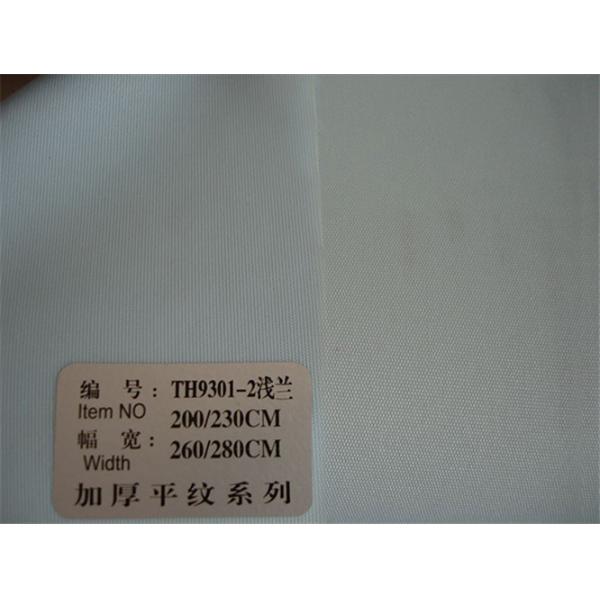 编 号: TH9301-2浅兰
Item NO 200/230CM
幅 宽: 260/280CM
Width
加厚平纹系列